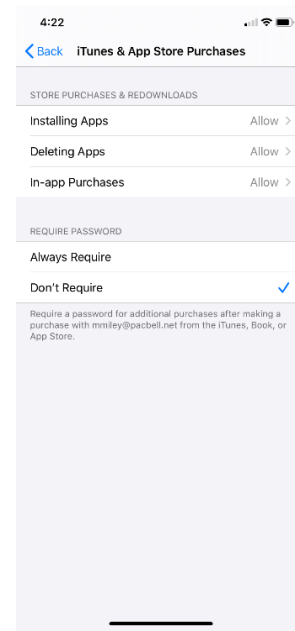 4:22
Back iTunes & App Store Purchases
STORE PURCHASES & REDOWNLOADS
Installing Apps Allow
Deleting Apps Allow
In-app Purchases Allow
REQUIRE PASSWORD
Always Require
Don't Require
Require a password for additional purchases after making a
purchase with mmiley@pacbell.net from the iTunes, Book, or
App Store.